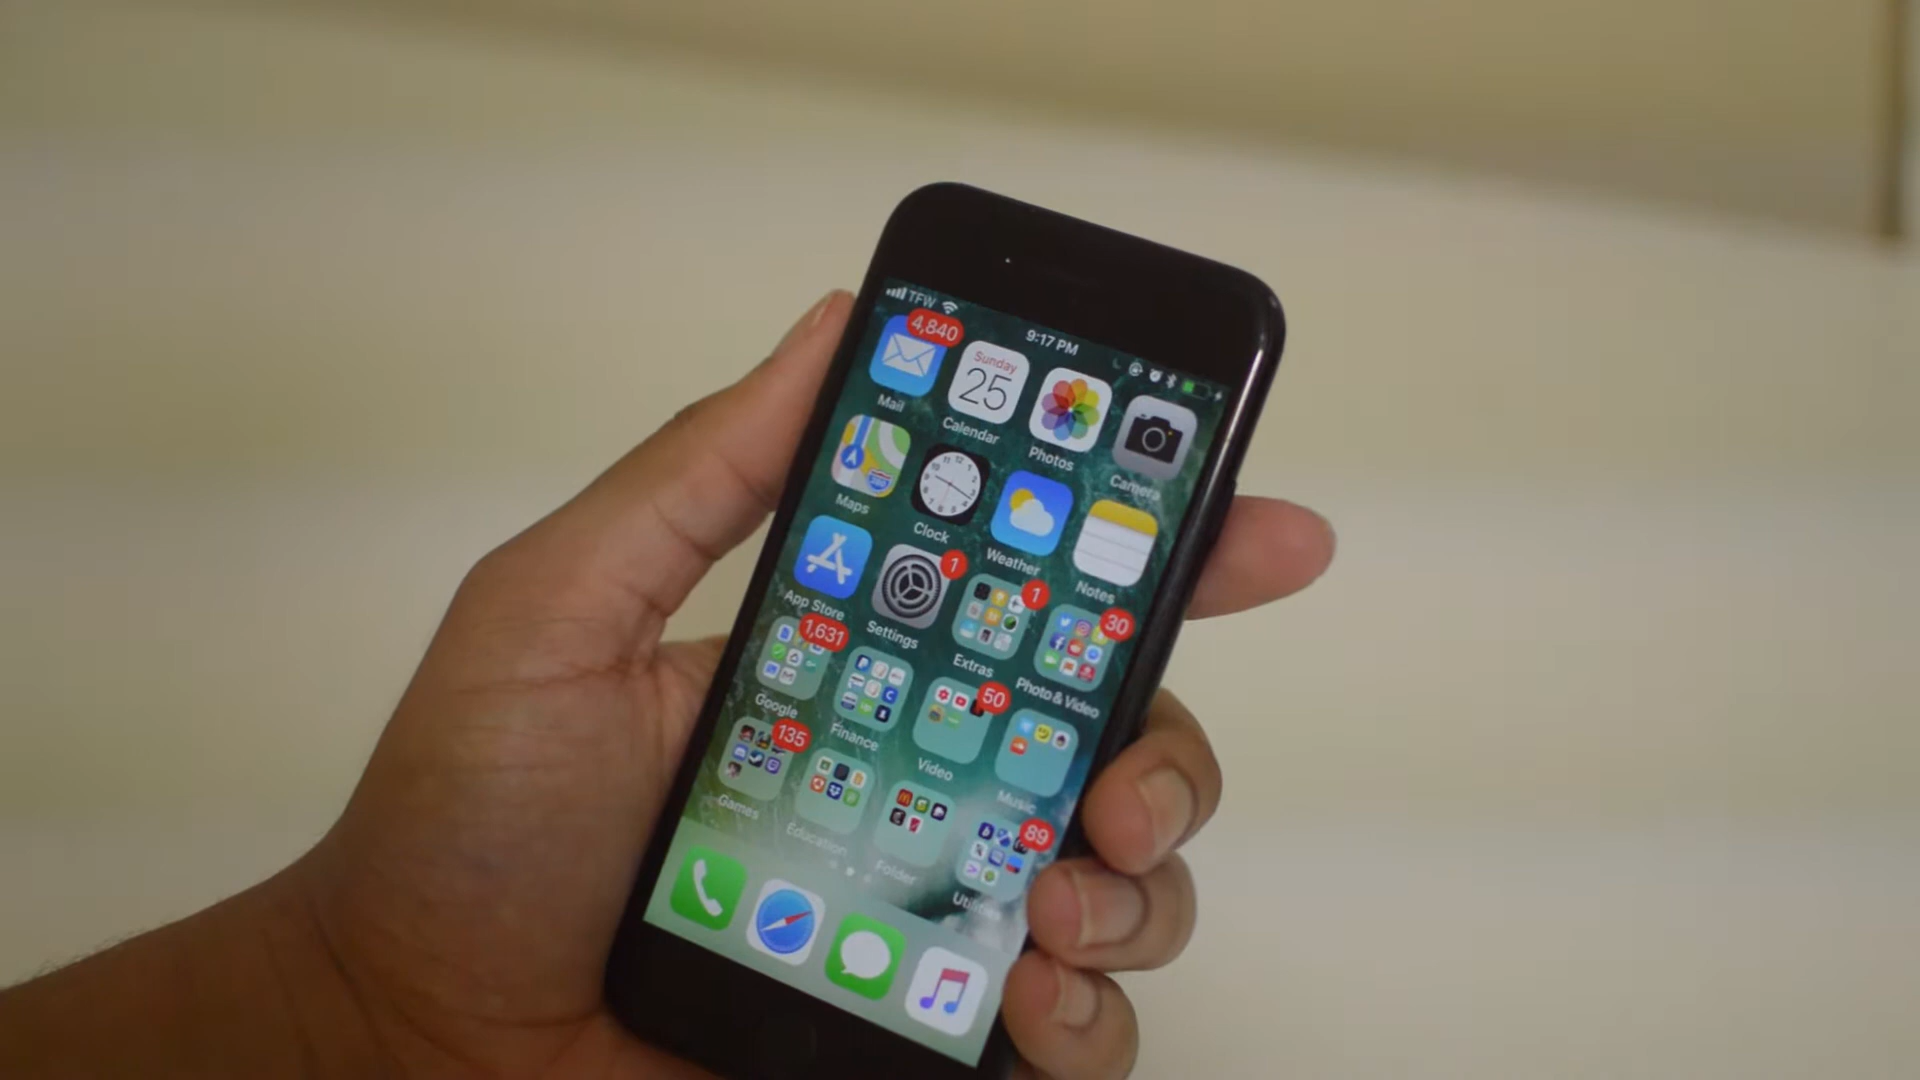 TFW
9:17 PM
4,840
Sunday
25
Mail
Calendar
Photos
Camera
Maps
Clock
Weather
Notes
1
1
30
App Store
Settings
Extras
Photo & Video
1,631
50
Google
Finance
Video
Music
135
89
Games
Education
Folder
Utilities